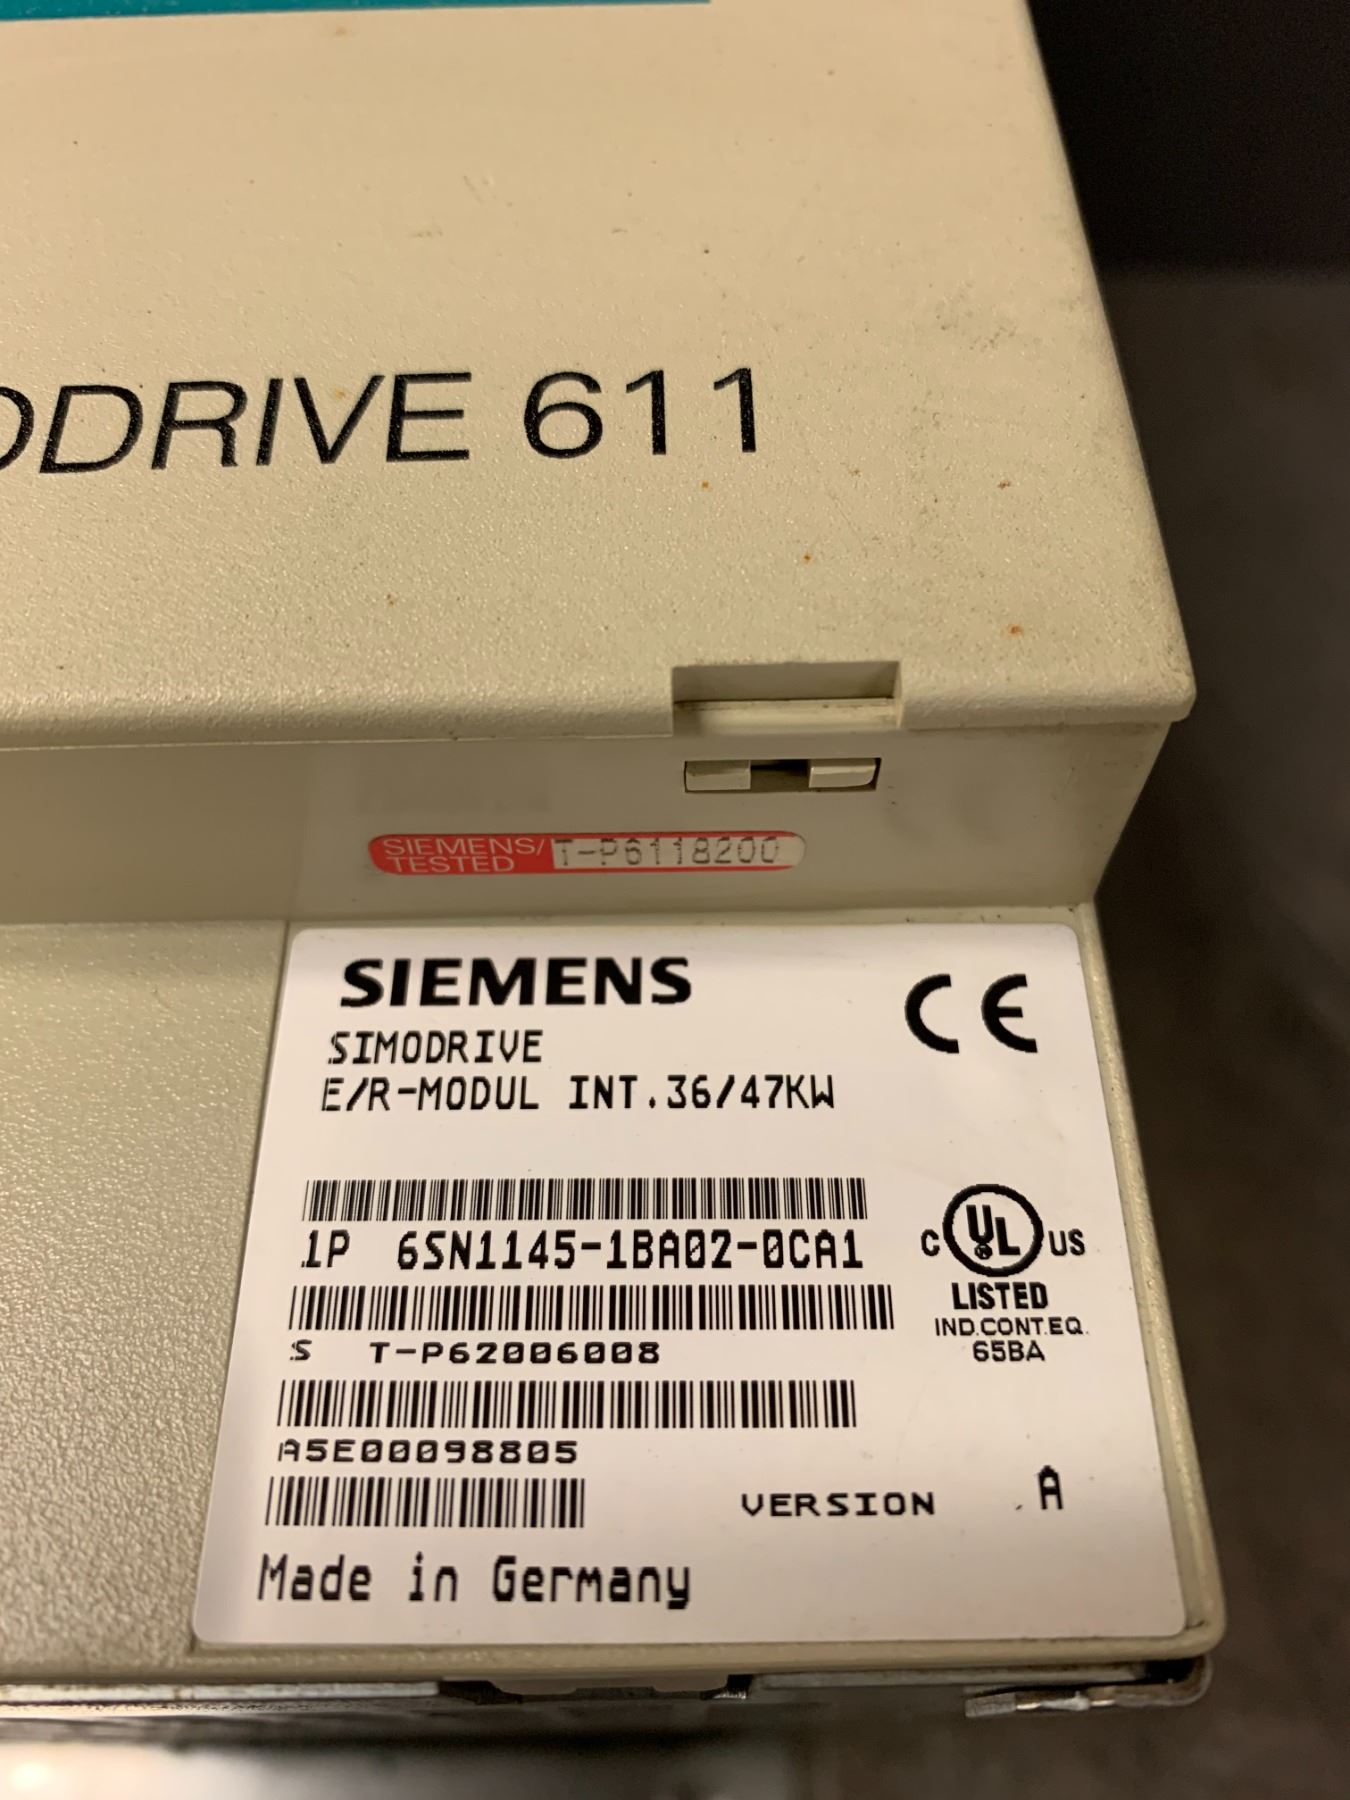 ODRIVE 611
SIEMENS/
TESTED
T-P6118200
SIEMENS
CE
SIMODRIVE
E/R-MODUL INT.36/47KW
1P 6SN1145-1BA02-0CA1
C UL US
LISTED
IND.CONT.EQ.
65BA
S T-P62006008
A5E00098805
VERSION A
Made in Germany